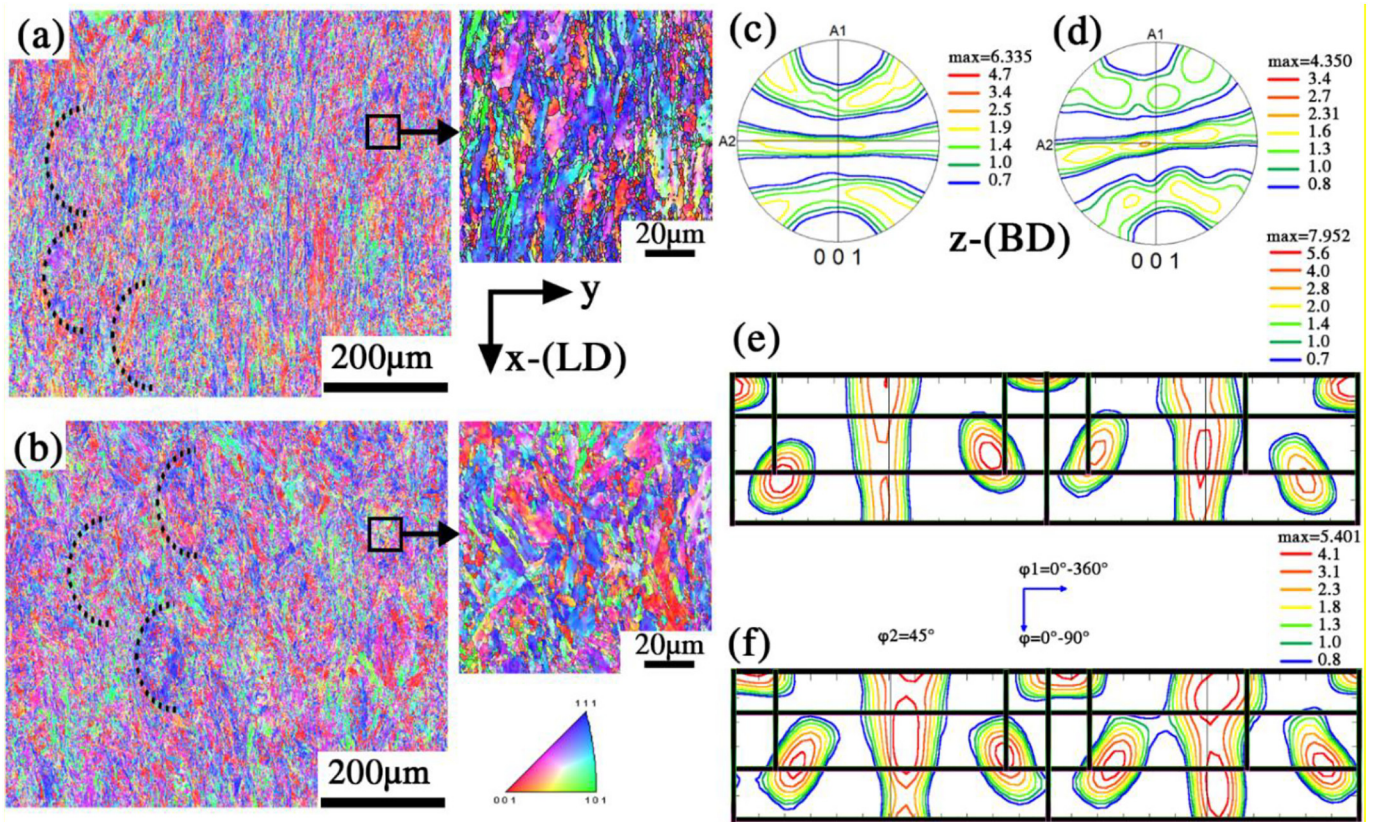 (a)
200μm
20μm
y
x-(LD)
(b)
200μm
20μm
111
001
101
(c)
A1
A2
0 0 1
max=6.335
4.7
3.4
2.5
1.9
1.4
1.0
0.7
z-(BD)
(d)
A1
A2
0 0 1
max=4.350
3.4
2.7
2.31
1.6
1.3
1.0
0.8
max=7.952
5.6
4.0
2.8
2.0
1.4
1.0
0.7
(e)
φ1=0°-360°
φ2=45°
φ=0°-90°
max=5.401
4.1
3.1
2.3
1.8
1.3
1.0
0.8
(f)